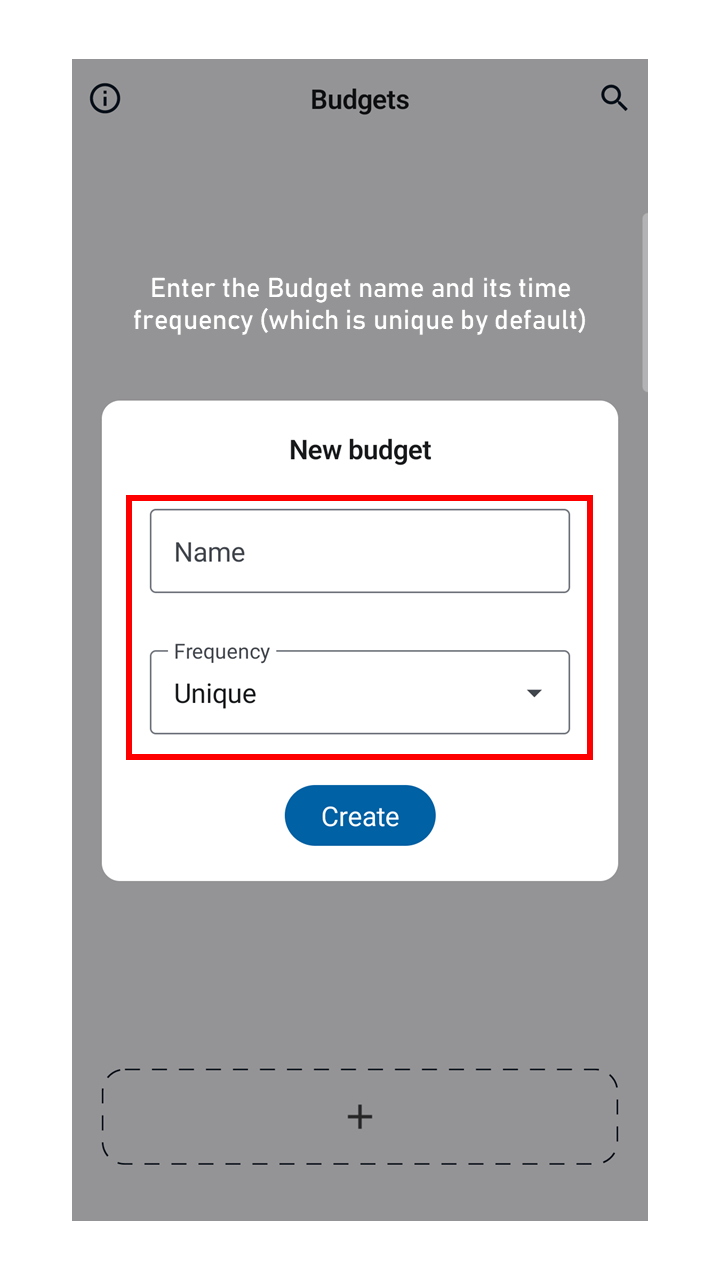 Budgets
Enter the Budget name and its time
frequency (which is unique by default)
New budget
Name
Frequency
Unique
Create